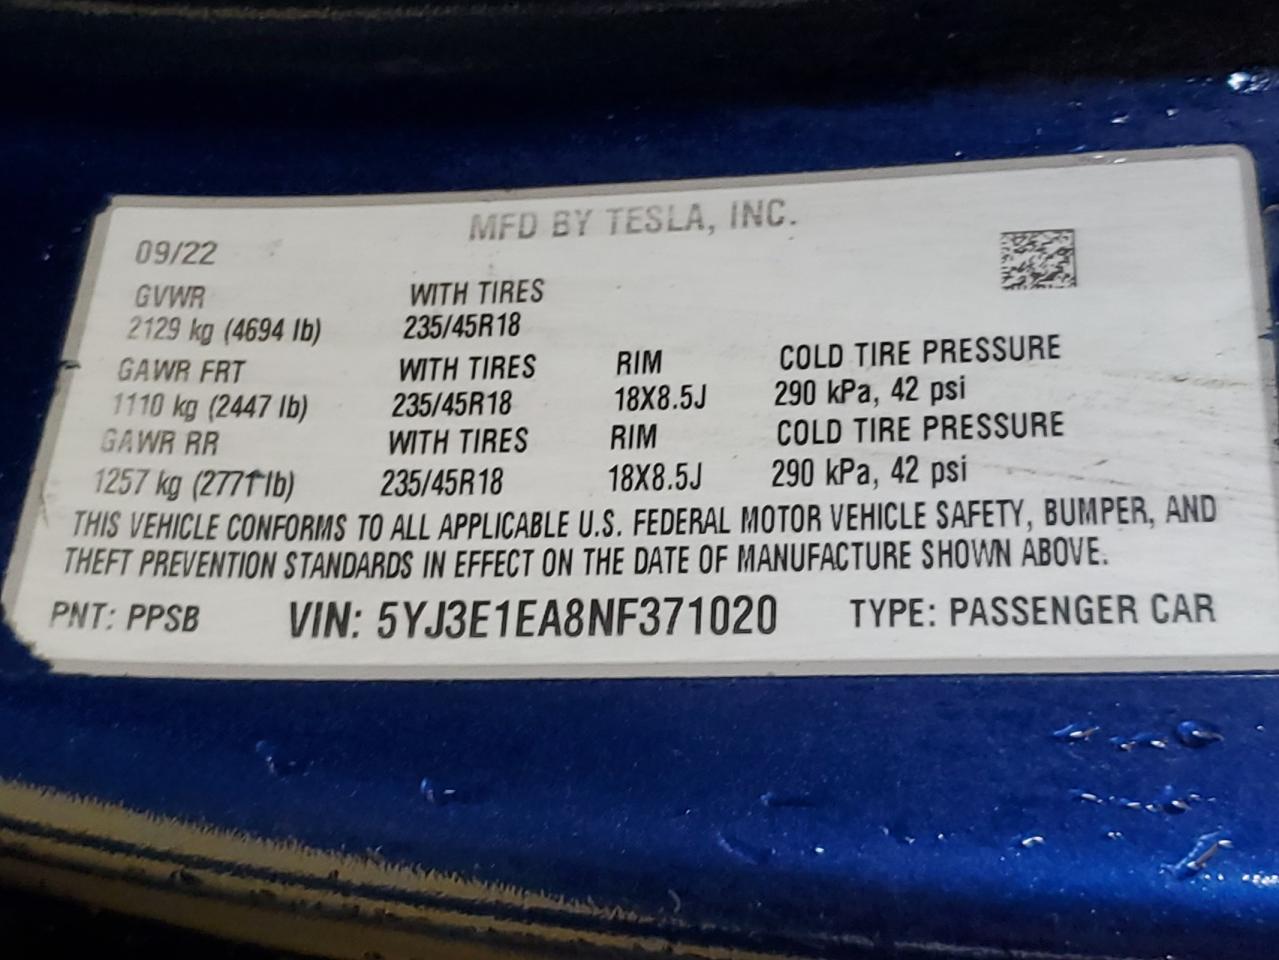 MFD BY TESLA, INC.
09/22
GVWR WITH TIRES
2129 kg (4694 lb) 235/45R18
GAWR FRT WITH TIRES RIM COLD TIRE PRESSURE
1110 kg (2447 lb) 235/45R18 18X8.5J 290 kPa, 42 psi
GAWR RR WITH TIRES RIM COLD TIRE PRESSURE
1257 kg (2771 lb) 235/45R18 18X8.5J 290 kPa, 42 psi
THIS VEHICLE CONFORMS TO ALL APPLICABLE U.S. FEDERAL MOTOR VEHICLE SAFETY, BUMPER, AND
THEFT PREVENTION STANDARDS IN EFFECT ON THE DATE OF MANUFACTURE SHOWN ABOVE.
PNT: PPSB VIN: 5YJ3E1EA8NF371020 TYPE: PASSENGER CAR